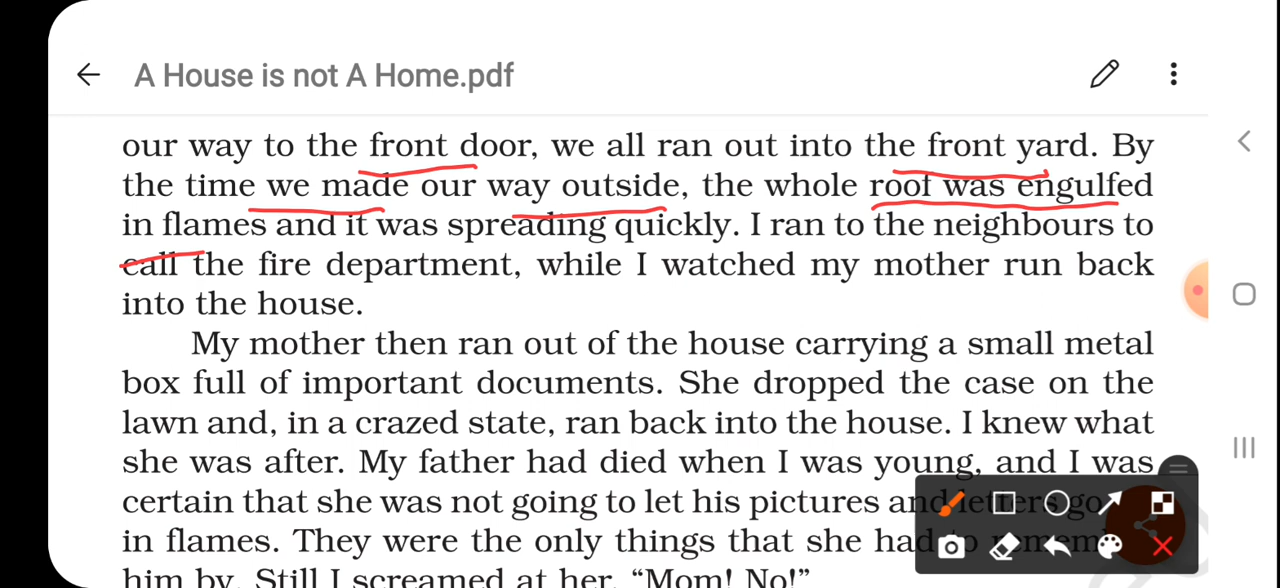 A House is not A Home.pdf
our way to the front door, we all ran out into the front yard. By
the time we made our way outside, the whole roof was engulfed
in flames and it was spreading quickly. I ran to the neighbours to
call the fire department, while I watched my mother run back
into the house.
My mother then ran out of the house carrying a small metal
box full of important documents. She dropped the case on the
lawn and, in a crazed state, ran back into the house. I knew what
she was after. My father had died when I was young, and I was
certain that she was not going to let his pictures and letters go
in flames. They were the only things that she had to remember
him by. Still I screamed at her, “Mom! No!”